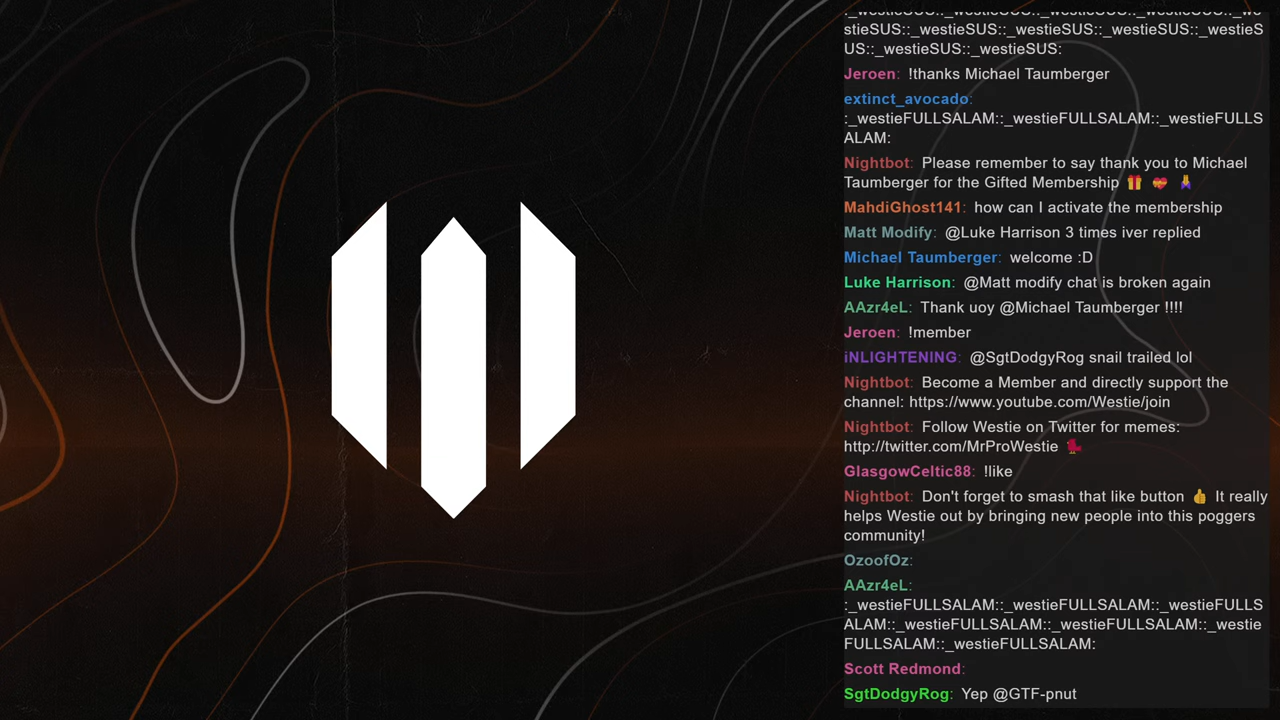 :_westieSUS::_westieSUS::_westieSUS::_westieSUS::_westieSUS::_we
stieSUS::_westieSUS::_westieSUS::_westieSUS::_westieSUS::_westieS
US::_westieSUS::_westieSUS:
Jeroen: !thanks Michael Taumberger
extinct_avocado:
:_westieFULLSALAM::_westieFULLSALAM::_westieFULLS
ALAM:
Nightbot: Please remember to say thank you to Michael
Taumberger for the Gifted Membership 🎁 💝 🙏
MahdiGhost141: how can I activate the membership
Matt Modify: @Luke Harrison 3 times iver replied
Michael Taumberger: welcome :D
Luke Harrison: @Matt modify chat is broken again
AAzr4eL: Thank uoy @Michael Taumberger !!!!
Jeroen: !member
iNLIGHTENING: @SgtDodgyRog snail trailed lol
Nightbot: Become a Member and directly support the
channel: https://www.youtube.com/Westie/join
Nightbot: Follow Westie on Twitter for memes:
http://twitter.com/MrProWestie 🐦
GlasgowCeltic88: !like
Nightbot: Don't forget to smash that like button 👍 It really
helps Westie out by bringing new people into this poggers
community!
OzoofOz:
AAzr4eL:
:_westieFULLSALAM::_westieFULLSALAM::_westieFULLS
ALAM::_westieFULLSALAM::_westieFULLSALAM::_westie
FULLSALAM::_westieFULLSALAM:
Scott Redmond:
SgtDodgyRog: Yep @GTF-pnut